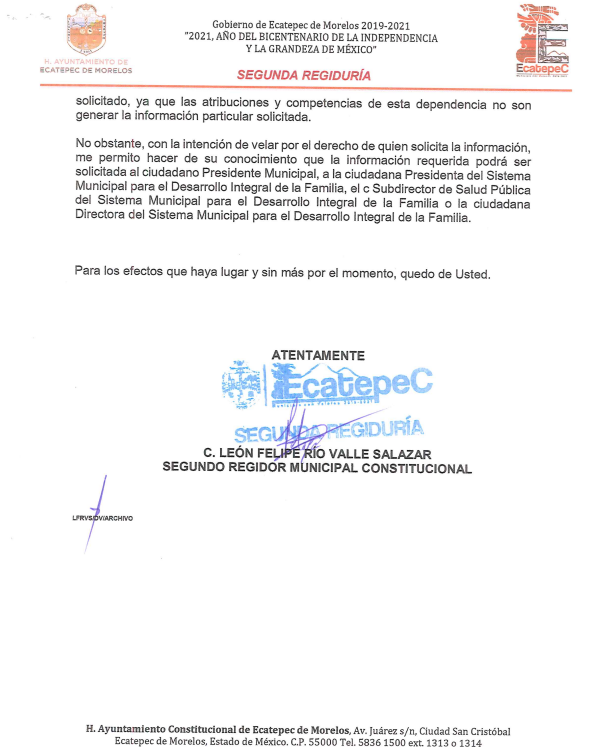 Gobierno de Ecatepec de Morelos 2019-2021
"2021, AÑO DEL BICENTENARIO DE LA INDEPENDENCIA
Y LA GRANDEZA DE MÉXICO"
H. AYUNTAMIENTO DE
ECATEPEC DE MORELOS
EcatepeC
SEGUNDA REGIDURÍA
solicitado, ya que las atribuciones y competencias de esta dependencia no son
generar la información particular solicitada.
No obstante, con la intención de velar por el derecho de quien solicita la información,
me permito hacer de su conocimiento que la información requerida podrá ser
solicitada al ciudadano Presidente Municipal, a la ciudadana Presidenta del Sistema
Municipal para el Desarrollo Integral de la Familia, el c Subdirector de Salud Pública
del Sistema Municipal para el Desarrollo Integral de la Familia o la ciudadana
Directora del Sistema Municipal para el Desarrollo Integral de la Familia.
Para los efectos que haya lugar y sin más por el momento, quedo de Usted.
ATENTAMENTE
EcatepeC
SEGUNDA REGIDURÍA
C. LEÓN FELIPE RÍO VALLE SALAZAR
SEGUNDO REGIDOR MUNICIPAL CONSTITUCIONAL
LFRVS/DV/ARCHIVO
H. Ayuntamiento Constitucional de Ecatepec de Morelos, Av. Juárez s/n, Ciudad San Cristóbal
Ecatepec de Morelos, Estado de México. C.P. 55000 Tel. 5836 1500 ext. 1313 o 1314